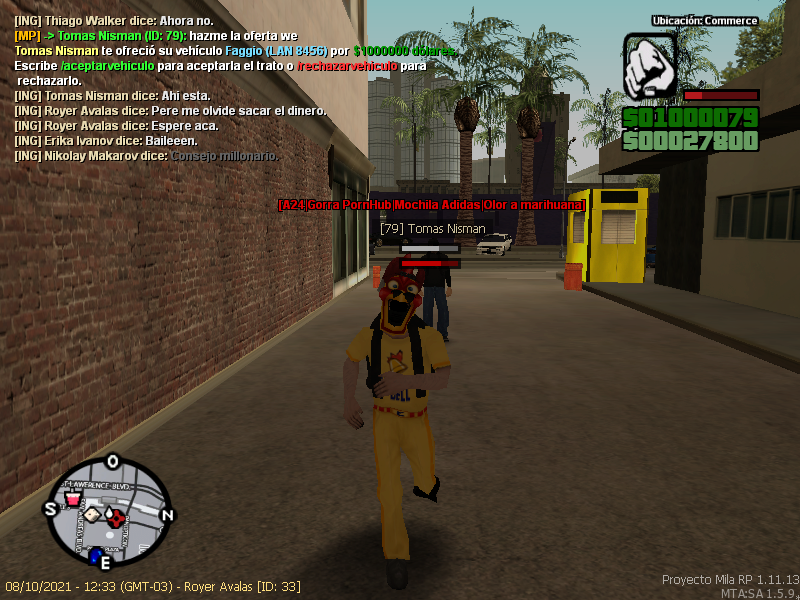 [ING] Thiago Walker dice: Ahora no.
[MP] -> Tomas Nisman (ID: 79): hazme la oferta we
Tomas Nisman te ofreció su vehículo Faggio (LAN 8456) por $1000000 dólares.
Escribe /aceptarvehiculo para aceptarla el trato o /rechazarvehiculo para
rechazarlo.
[ING] Tomas Nisman dice: Ahi esta.
[ING] Royer Avalas dice: Pere me olvide sacar el dinero.
[ING] Royer Avalas dice: Espere aca.
[ING] Erika Ivanov dice: Baileeen.
[ING] Nikolay Makarov dice: Consejo millonario.
Ubicación: Commerce
$01000079
$00027800
[A24]Gorra PornHub|Mochila Adidas|Olor a marihuana]
[79] Tomas Nisman
BELL
O
ST-LAWRENCE-BLVD.
S
N
E
08/10/2021 - 12:33 (GMT-03) - Royer Avalas [ID: 33]
Proyecto Mila RP 1.11.13
MTA:SA 1.5.9